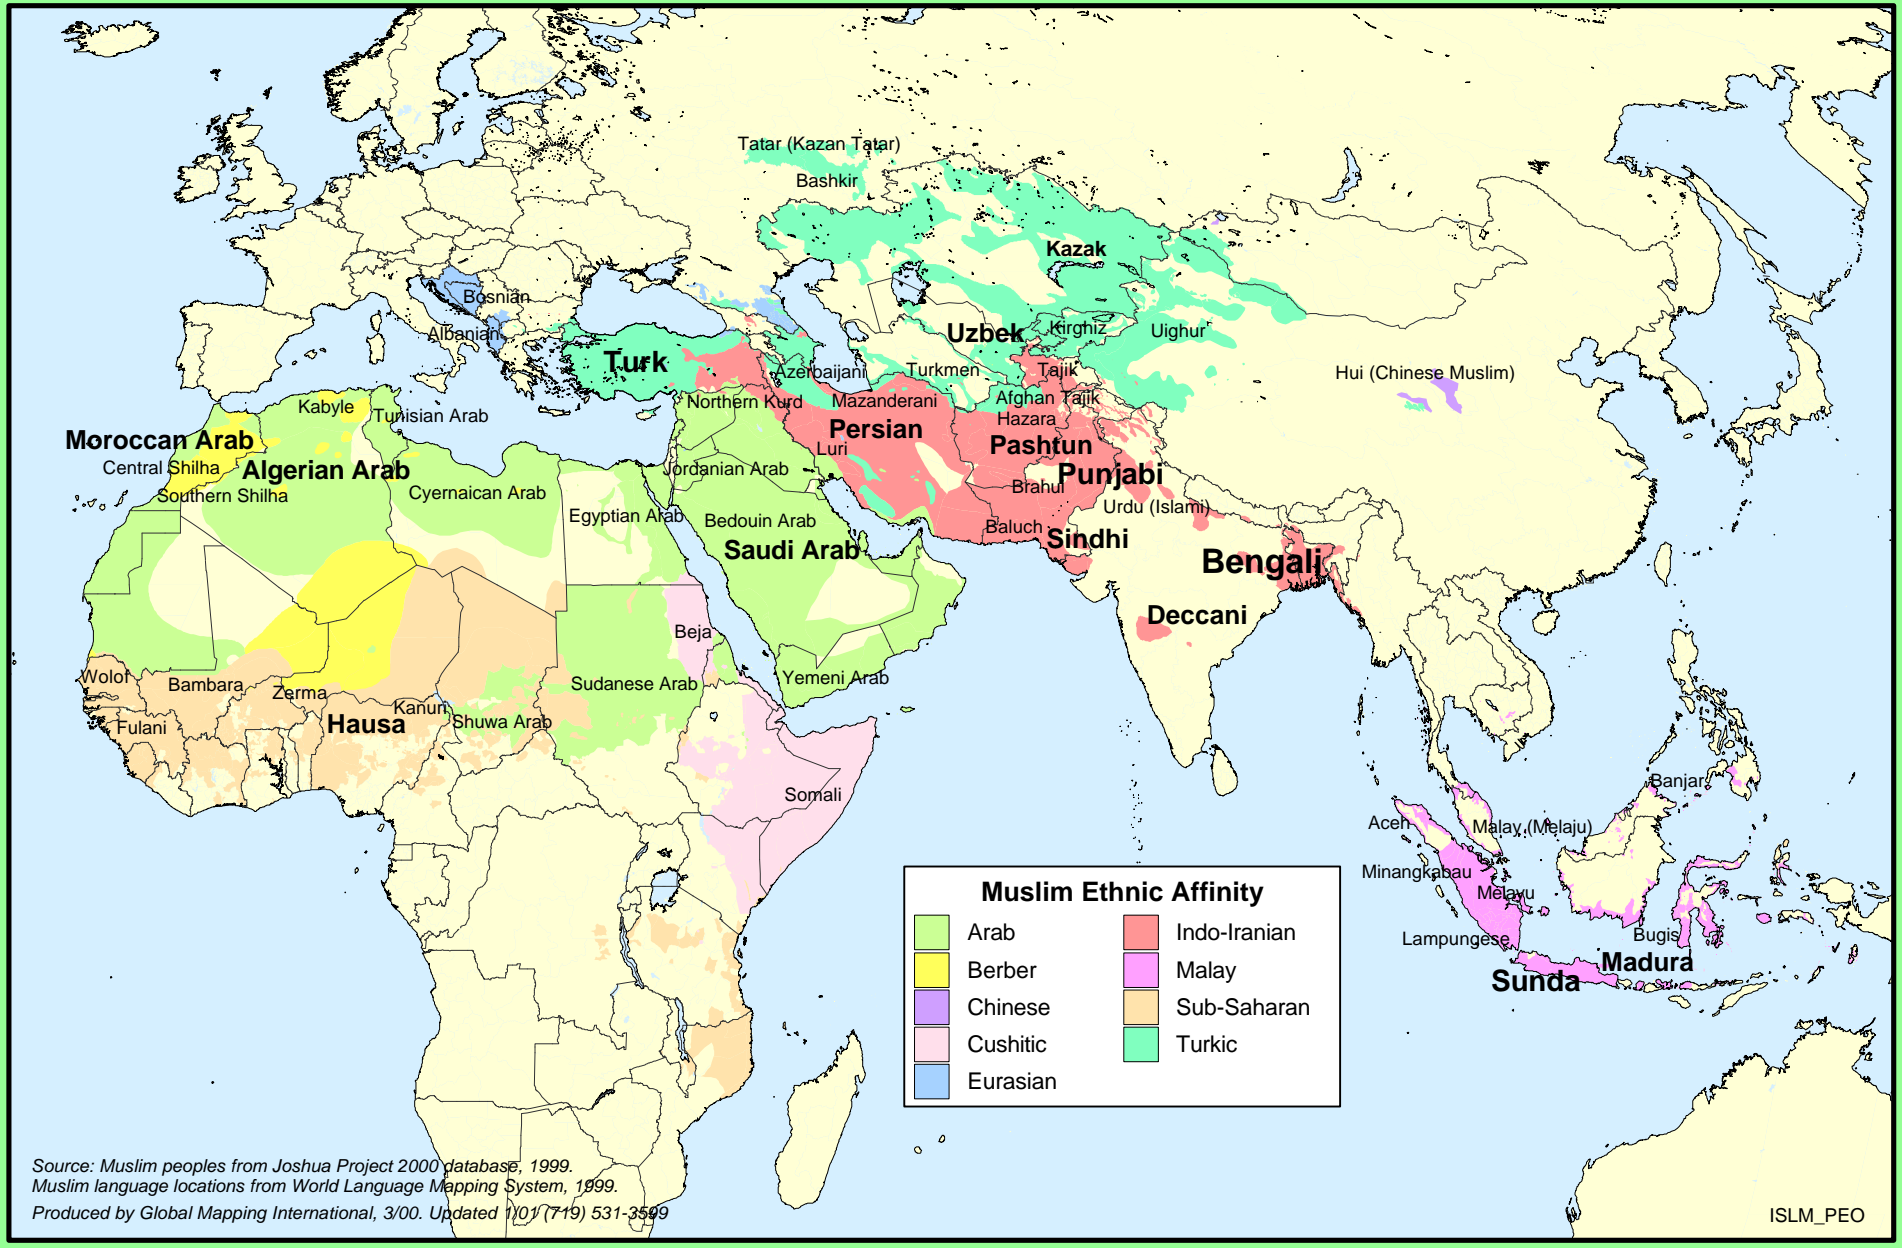 Tatar (Kazan Tatar)
Bashkir
Kazak
Bosnian
Albanian
Uzbek
Kirghiz
Uighur
Turk
Azerbaijani
Turkmen
Tajik
Hui (Chinese Muslim)
Northern Kurd
Mazanderani
Afghan Tajik
Hazara
Kabyle
Tunisian Arab
Moroccan Arab
Persian
Pashtun
Luri
Central Shilha
Algerian Arab
Jordanian Arab
Punjabi
Brahui
Southern Shilha
Cyernaican Arab
Egyptian Arab
Bedouin Arab
Urdu (Islami)
Baluch
Saudi Arab
Sindhi
Bengali
Deccani
Beja
Wolof
Bambara
Zerma
Sudanese Arab
Yemeni Arab
Fulani
Hausa
Kanuri
Shuwa Arab
Somali
Banjar
Aceh
Malay (Melaju)
Minangkabau
Melayu
Lampungese
Bugis
Madura
Sunda
Muslim Ethnic Affinity
Arab
Berber
Chinese
Cushitic
Eurasian
Indo-Iranian
Malay
Sub-Saharan
Turkic
Source: Muslim peoples from Joshua Project 2000 database, 1999.
Muslim language locations from World Language Mapping System, 1999.
Produced by Global Mapping International, 3/00. Updated 1/01 (719) 531-3599
ISLM_PEO